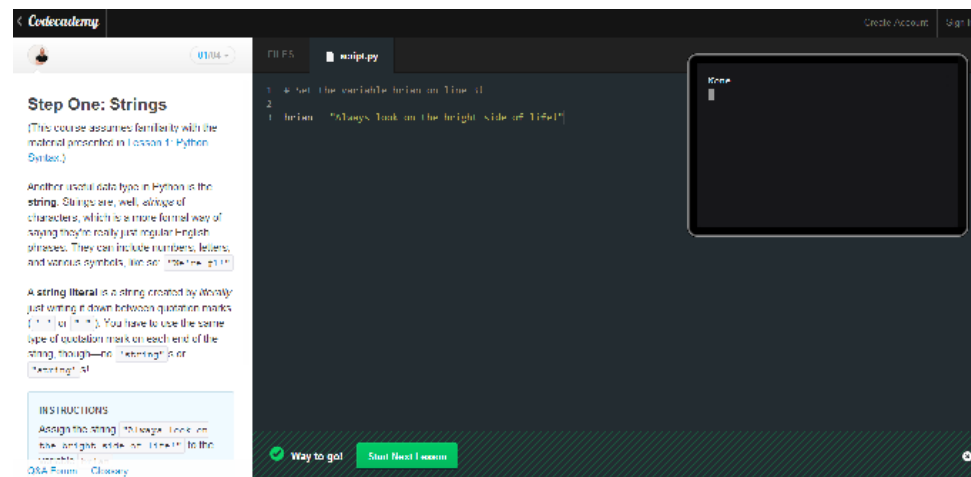 Codecademy
Create Account
01/04
FILES
script.py
Step One: Strings
(This course assumes familiarity with the
material presented in Lesson 1: Python
Syntax.)
Another useful data type in Python is the
string. Strings are, well, strings of
characters, which is a more formal way of
saying they're really just regular English
phrases. They can include numbers, letters,
and various symbols, like so: "We're #1!"
A string literal is a string created by literally
just writing it down between quotation marks
(' ' or " "). You have to use the same
type of quotation mark on each end of the
string, though—no 'string"s or
"string's!
INSTRUCTIONS
Assign the string "Always look on
the bright side of life!" to the
Q&A Forum Glossary
1 # Set the variable brian on line 3!
2
3 brian "Always look on the bright side of life!"
None
Way to go!
Start Next Lesson